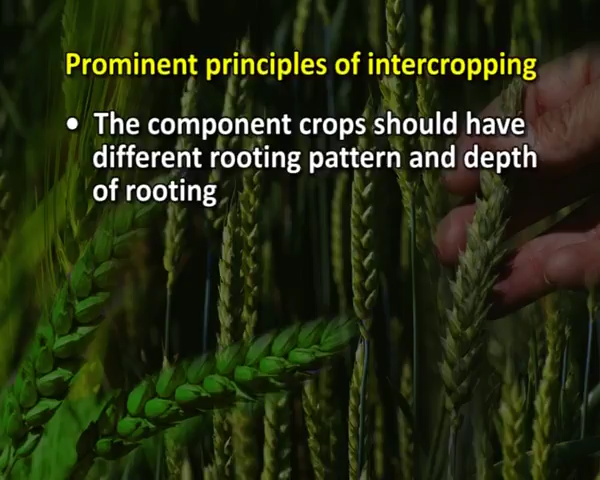 Prominent principles of intercropping
• The component crops should have
different rooting pattern and depth
of rooting